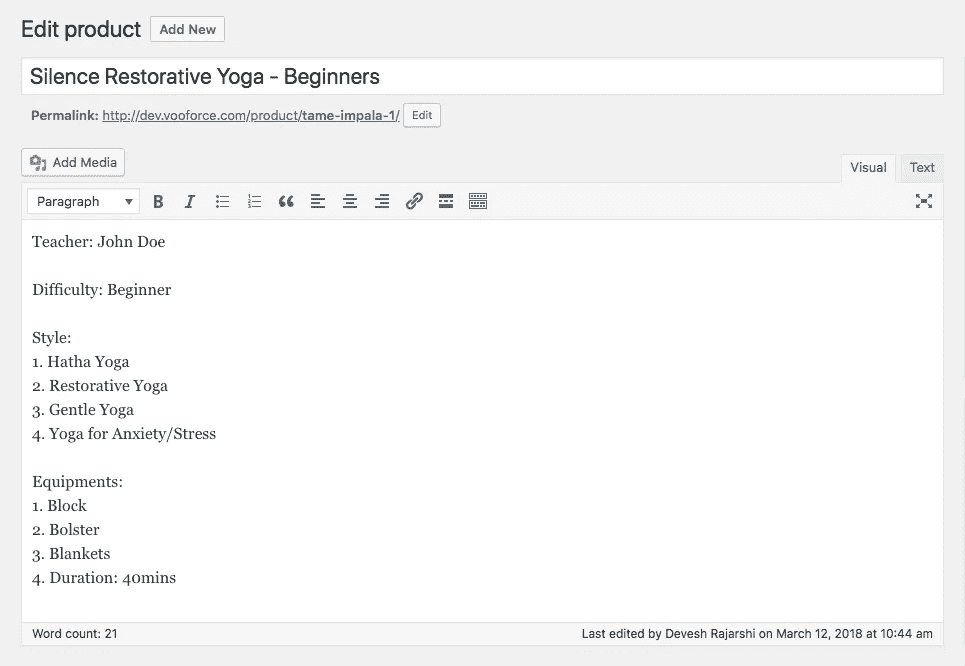 Edit product Add New
Silence Restorative Yoga - Beginners
Permalink: http://dev.vooforce.com/product/tame-impala-1/ Edit
Add Media
Visual Text
Paragraph
Teacher: John Doe
Difficulty: Beginner
Style:
1. Hatha Yoga
2. Restorative Yoga
3. Gentle Yoga
4. Yoga for Anxiety/Stress
Equipments:
1. Block
2. Bolster
3. Blankets
4. Duration: 40mins
Word count: 21 Last edited by Devesh Rajarshi on March 12, 2018 at 10:44 am